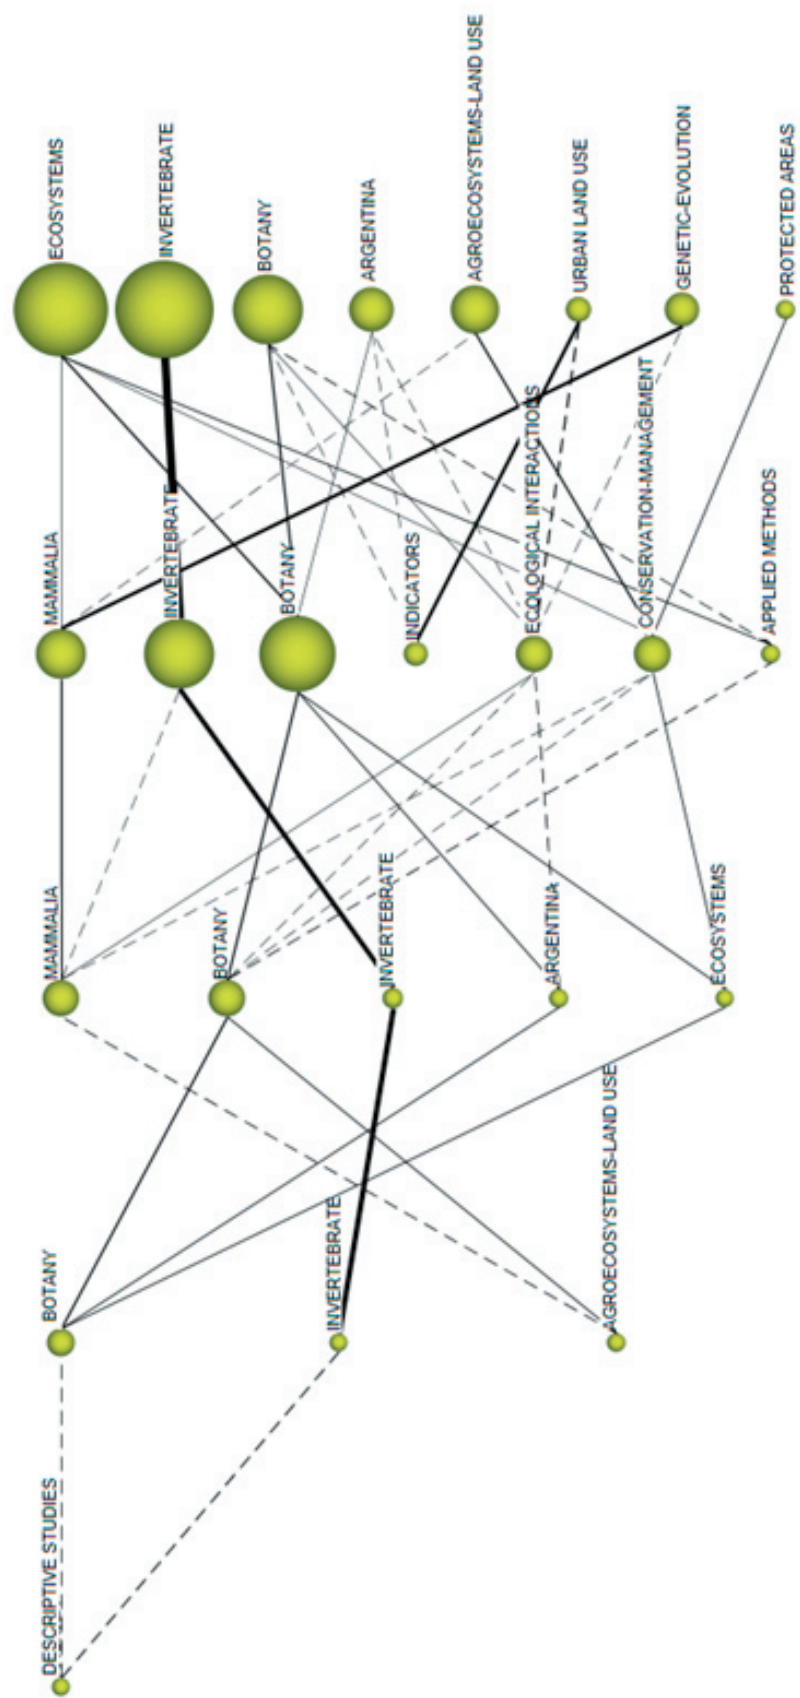 DESCRIPTIVE STUDIES
BOTANY
INVERTEBRATE
AGROECOSYSTEMS-LAND USE
MAMMALIA
BOTANY
INVERTEBRATE
ARGENTINA
ECOSYSTEMS
MAMMALIA
INVERTEBRATE
BOTANY
INDICATORS
ECOLOGICAL INTERACTIONS
CONSERVATION-MANAGEMENT
APPLIED METHODS
ECOSYSTEMS
INVERTEBRATE
BOTANY
ARGENTINA
AGROECOSYSTEMS-LAND USE
URBAN LAND USE
GENETIC-EVOLUTION
PROTECTED AREAS